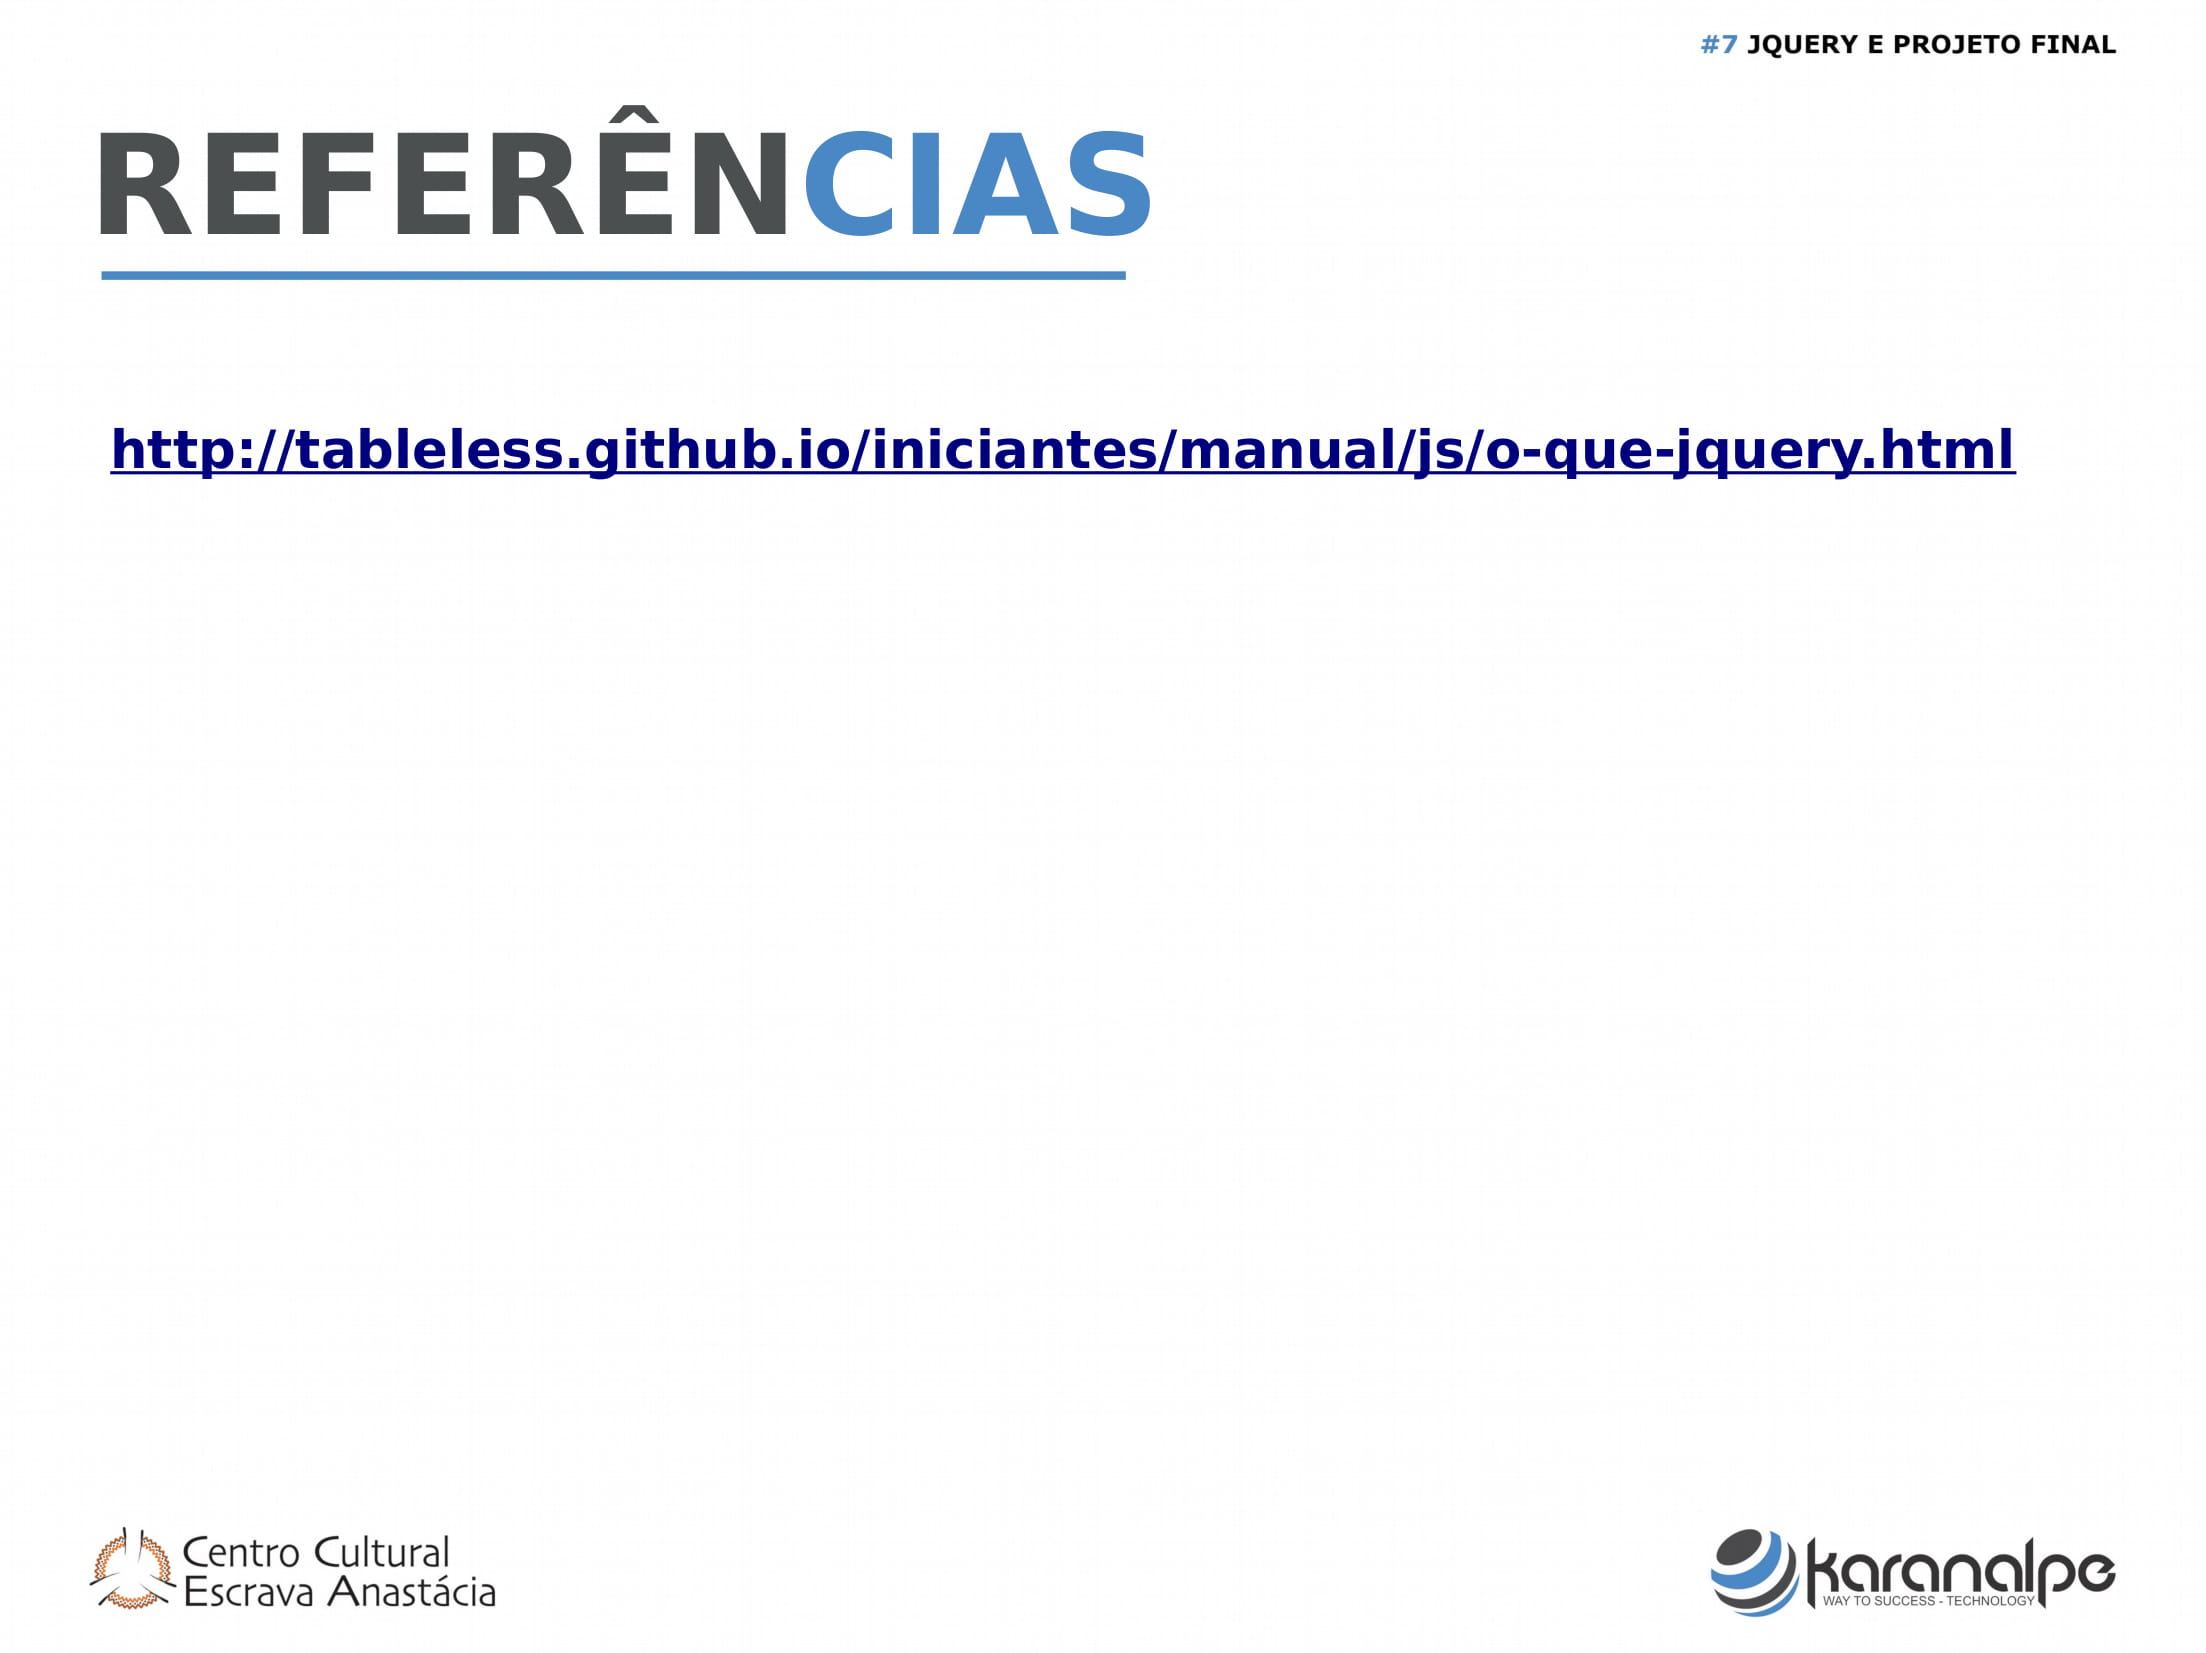 #7 JQUERY E PROJETO FINAL
REFERÊNCIAS
http://tableless.github.io/iniciantes/manual/js/o-que-jquery.html
Centro Cultural
Escrava Anastácia
karanalpe
WAY TO SUCCESS - TECHNOLOGY